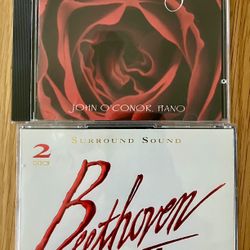 JOHN O'CONOR, PIANO
SURROUND SOUND
2
Beethoven